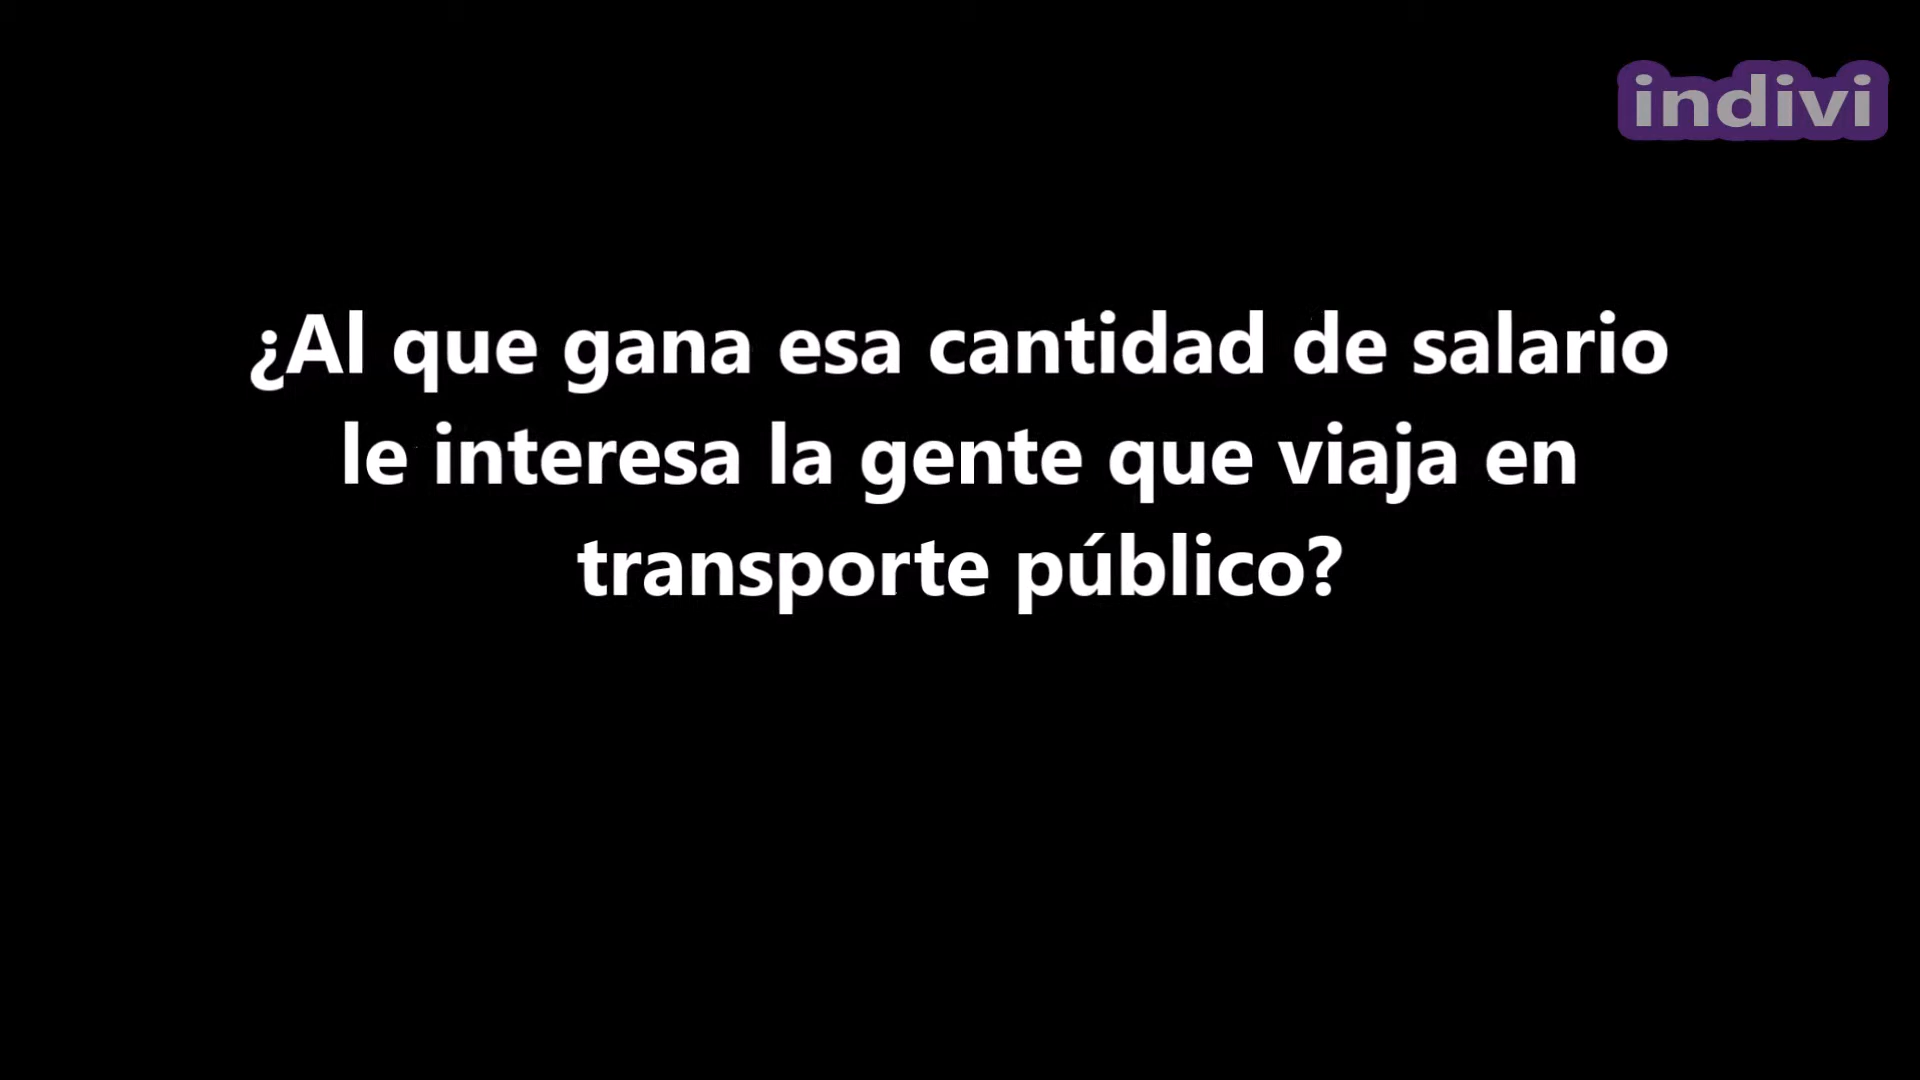 indivi
¿Al que gana esa cantidad de salario
le interesa la gente que viaja en
transporte público?